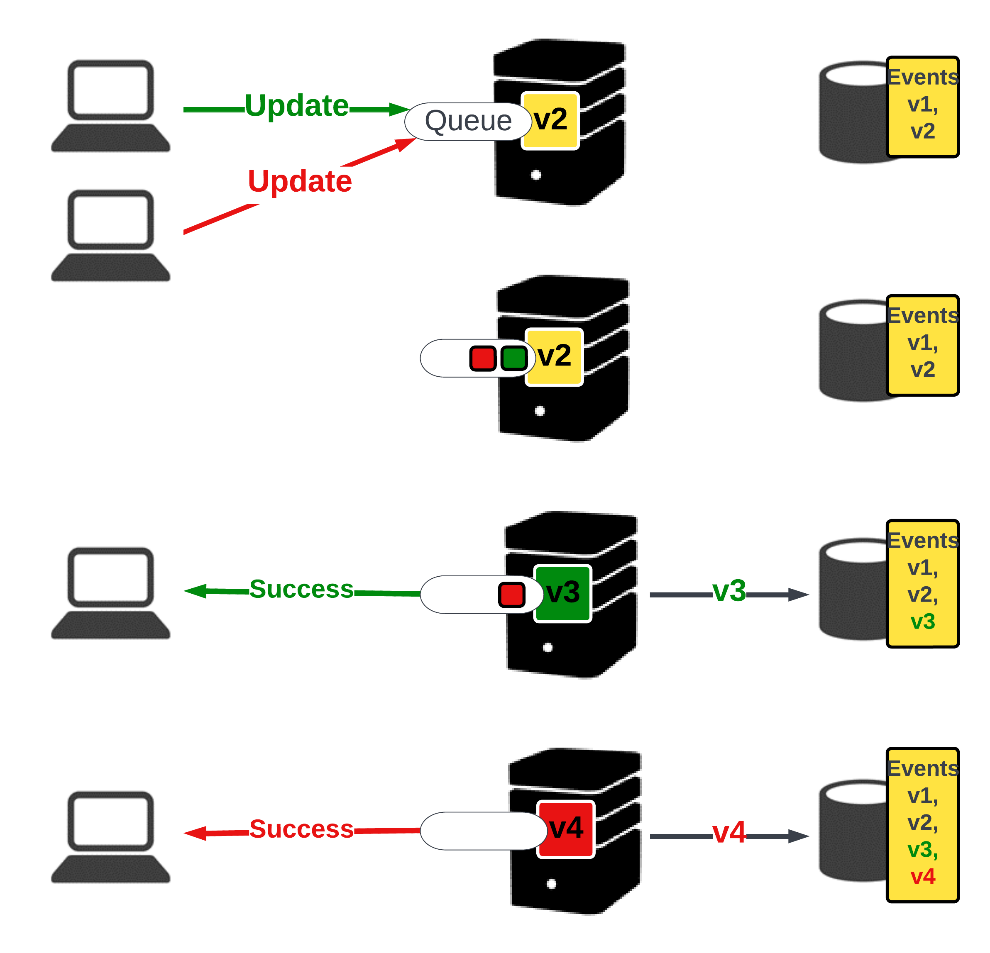 Update
Queue
v2
Events
v1,
v2
Update
v2
Events
v1,
v2
Success
v3
v3
Events
v1,
v2,
v3
Success
v4
v4
Events
v1,
v2,
v3,
v4